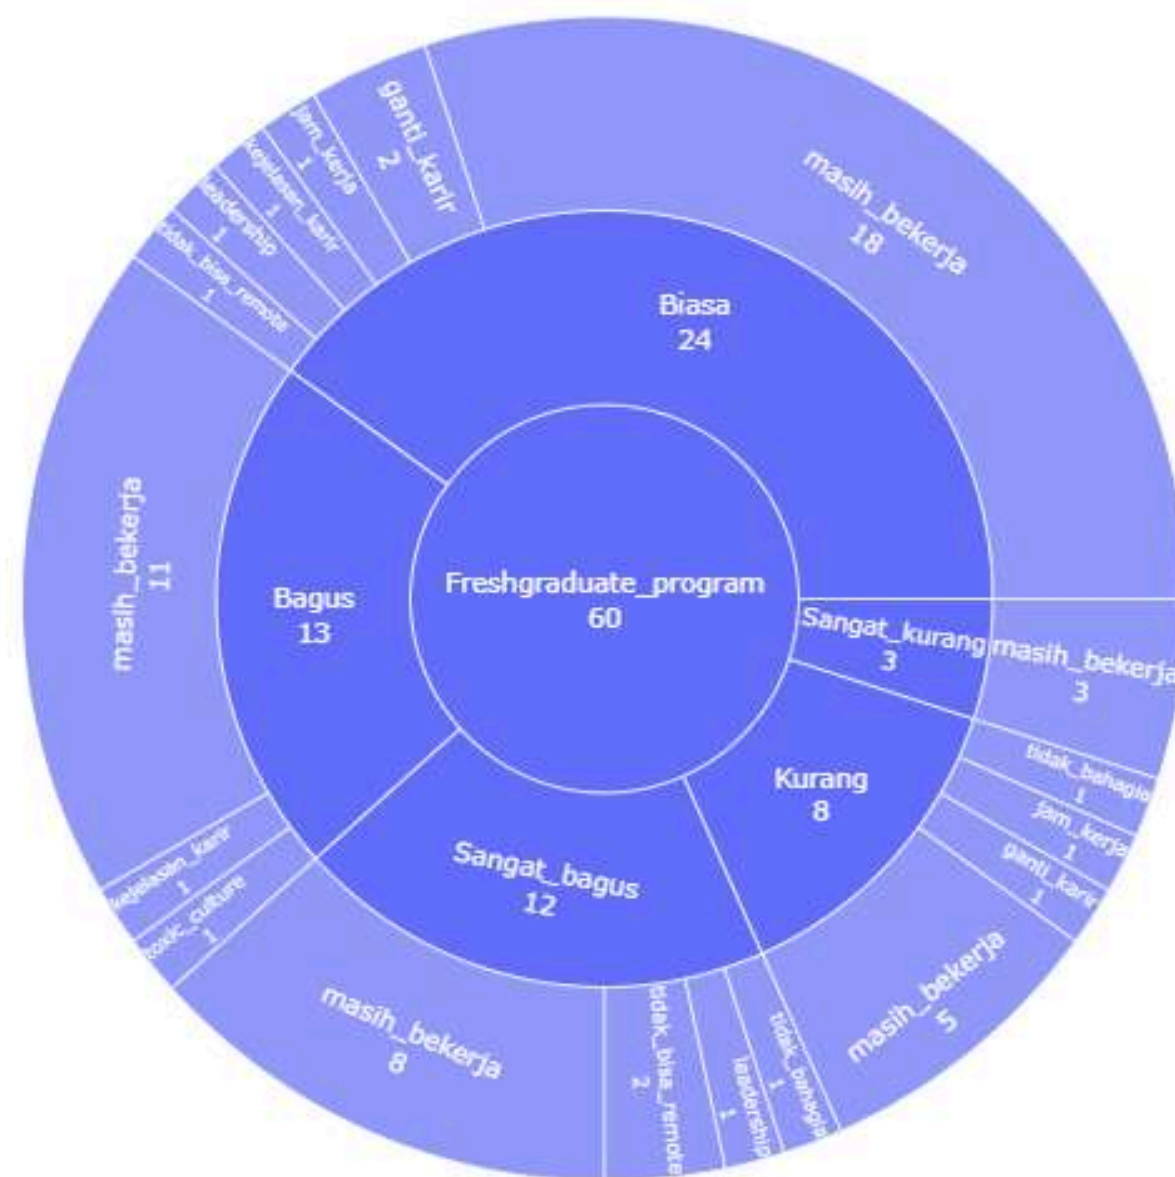 Freshgraduate_program
60
Biasa
24
masih_bekerja
18
ganti_karir
2
jam_kerja
1
kejelasan_karir
1
leadership
1
tidak_bisa_remote
1
Bagus
13
masih_bekerja
11
kejelasan_karir
1
toxic_culture
1
Sangat_bagus
12
masih_bekerja
8
tidak_bisa_remote
2
leadership
1
tidak_bahagia
1
Kurang
8
masih_bekerja
5
ganti_karir
1
jam_kerja
1
tidak_bahagia
1
Sangat_kurang
3
masih_bekerja
3